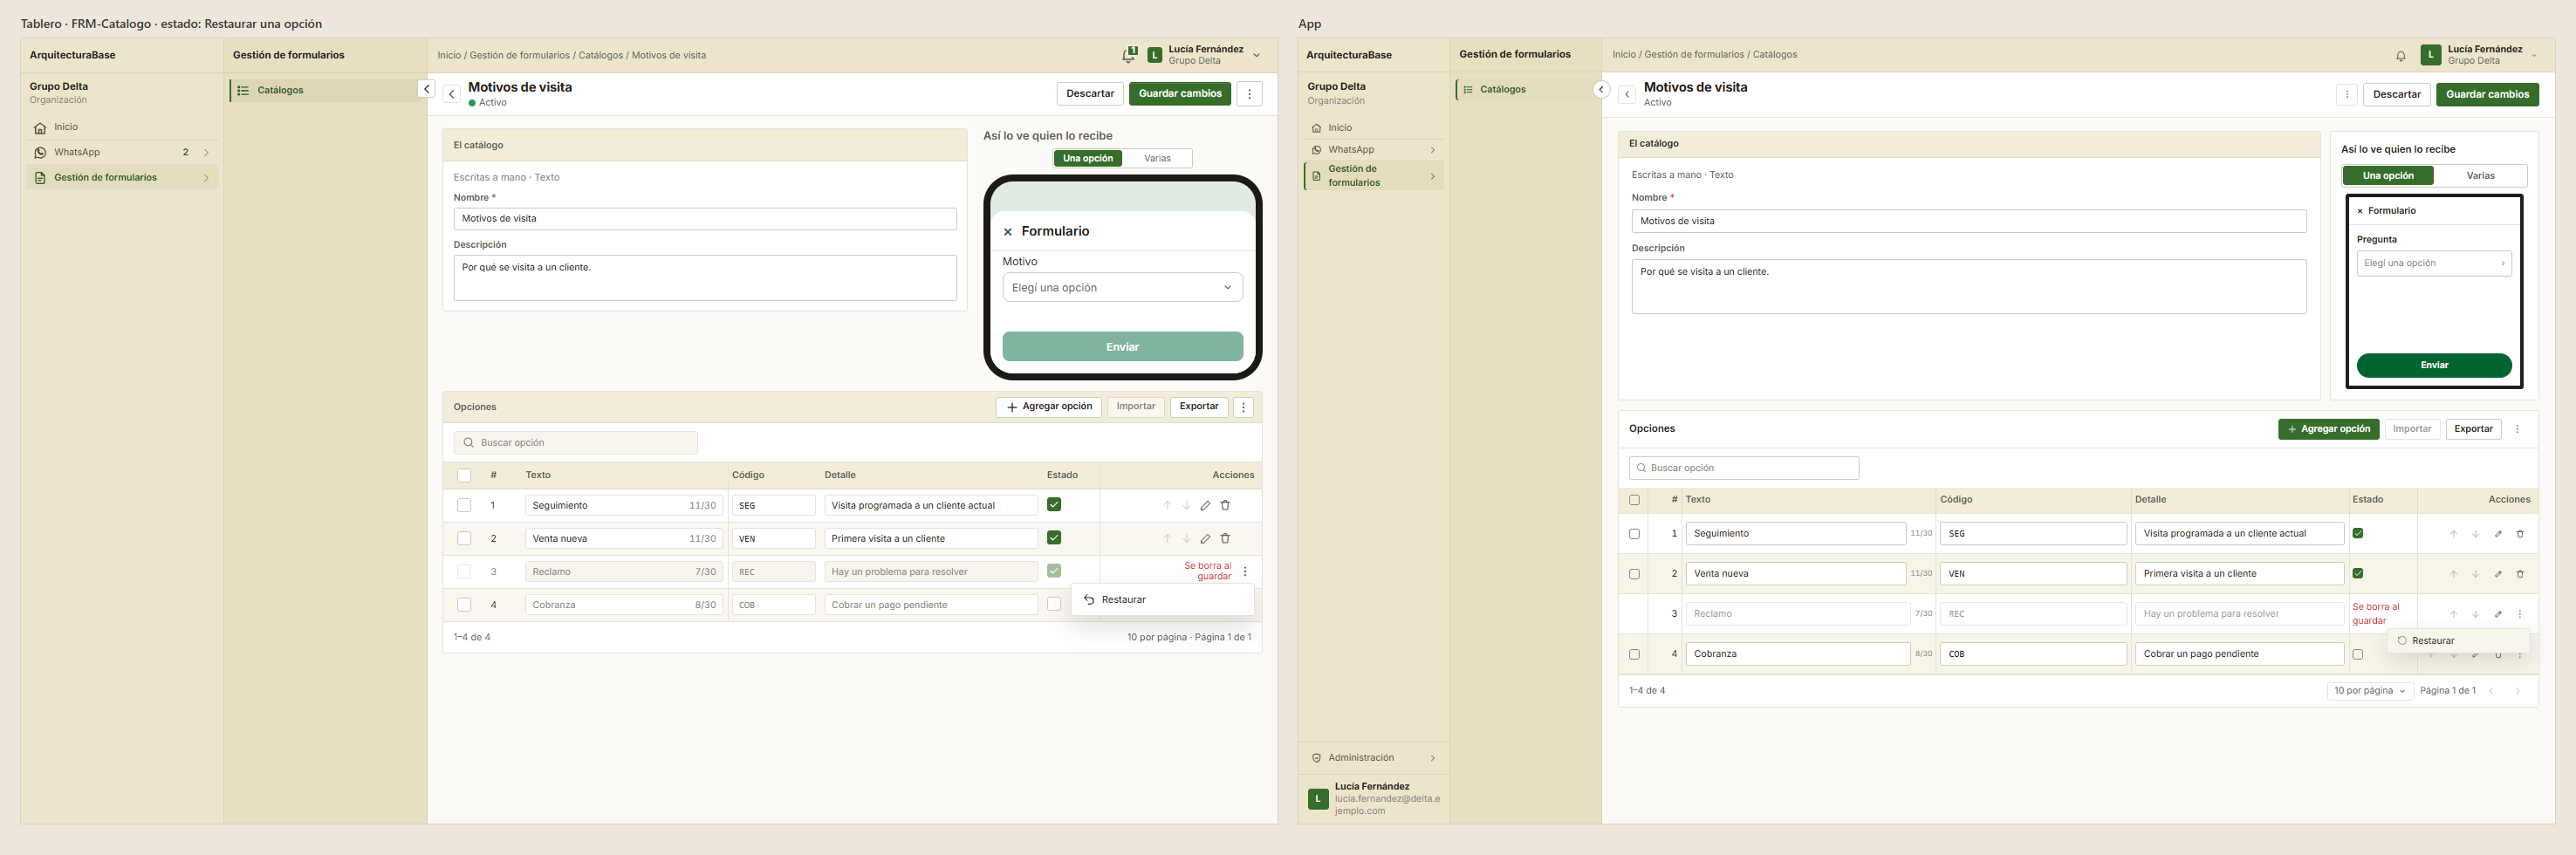 Tablero · FRM-Catalogo · estado: Restaurar una opción
ArquitecturaBase
Grupo Delta
Organización
Inicio
WhatsApp 2
Gestión de formularios
Gestión de formularios
Catálogos
Inicio / Gestión de formularios / Catálogos / Motivos de visita
1
L
Lucía Fernández
Grupo Delta
Motivos de visita
Activo
Descartar
Guardar cambios
El catálogo
Escritas a mano · Texto
Nombre *
Motivos de visita
Descripción
Por qué se visita a un cliente.
Así lo ve quien lo recibe
Una opción
Varias
× Formulario
Motivo
Elegí una opción
Enviar
Opciones
+ Agregar opción
Importar
Exportar
Buscar opción
# Texto Código Detalle Estado Acciones
1 Seguimiento 11/30 SEG Visita programada a un cliente actual
2 Venta nueva 11/30 VEN Primera visita a un cliente
3 Reclamo 7/30 REC Hay un problema para resolver Se borra al
guardar
4 Cobranza 8/30 COB Cobrar un pago pendiente
Restaurar
1–4 de 4
10 por página · Página 1 de 1
App
ArquitecturaBase
Grupo Delta
Organización
Inicio
WhatsApp
Gestión de
formularios
Administración
L
Lucía Fernández
lucia.fernandez@delta.e
jemplo.com
Gestión de formularios
Catálogos
Inicio / Gestión de formularios / Catálogos
L
Lucía Fernández
Grupo Delta
Motivos de visita
Activo
Descartar
Guardar cambios
El catálogo
Escritas a mano · Texto
Nombre *
Motivos de visita
Descripción
Por qué se visita a un cliente.
Así lo ve quien lo recibe
Una opción
Varias
× Formulario
Pregunta
Elegí una opción
Enviar
Opciones
+ Agregar opción
Importar
Exportar
Buscar opción
# Texto Código Detalle Estado Acciones
1 Seguimiento 11/30 SEG Visita programada a un cliente actual
2 Venta nueva 11/30 VEN Primera visita a un cliente
3 Reclamo 7/30 REC Hay un problema para resolver Se borra al
guardar
Restaurar
4 Cobranza 8/30 COB Cobrar un pago pendiente
1–4 de 4
10 por página
Página 1 de 1